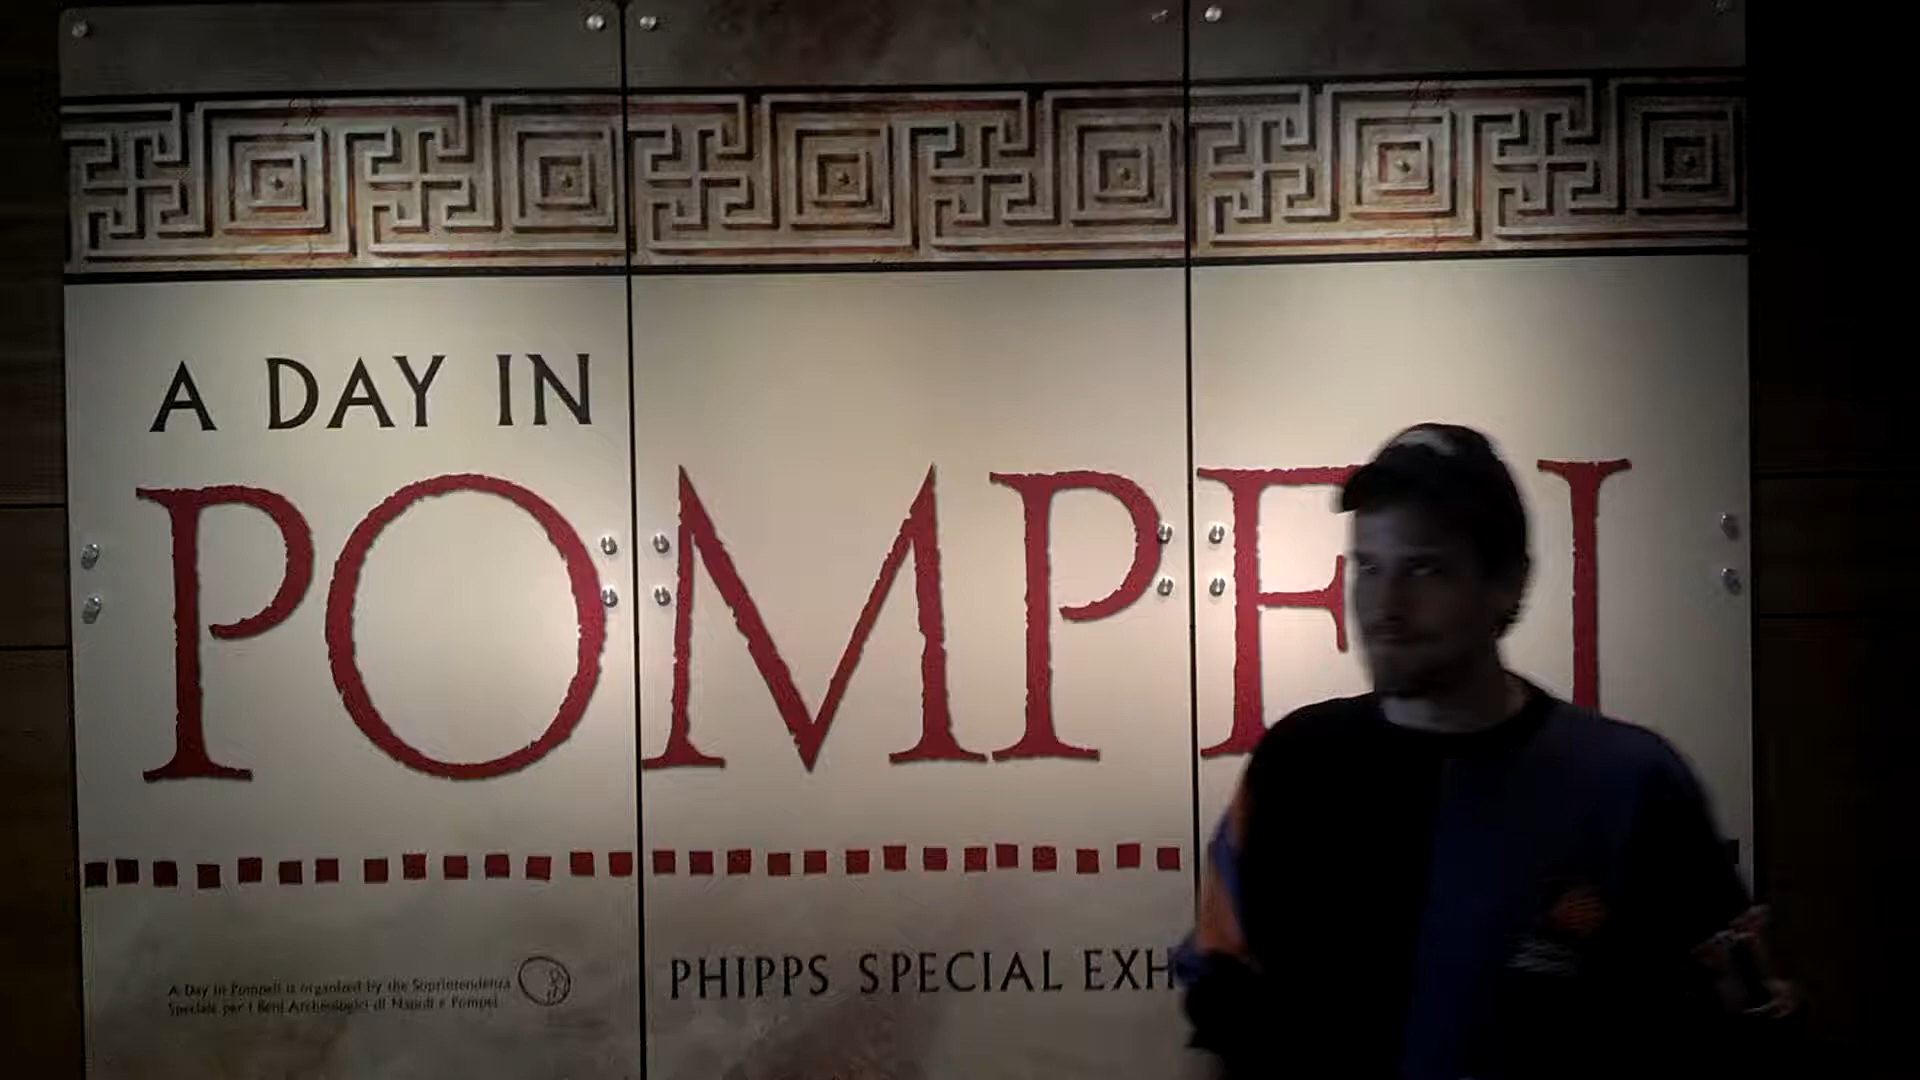 A DAY IN
POMPEI
A Day in Pompeii is organized by the Soprintendenza
Speciale per i Beni Archeologici di Napoli e Pompei
PHIPPS SPECIAL EXH